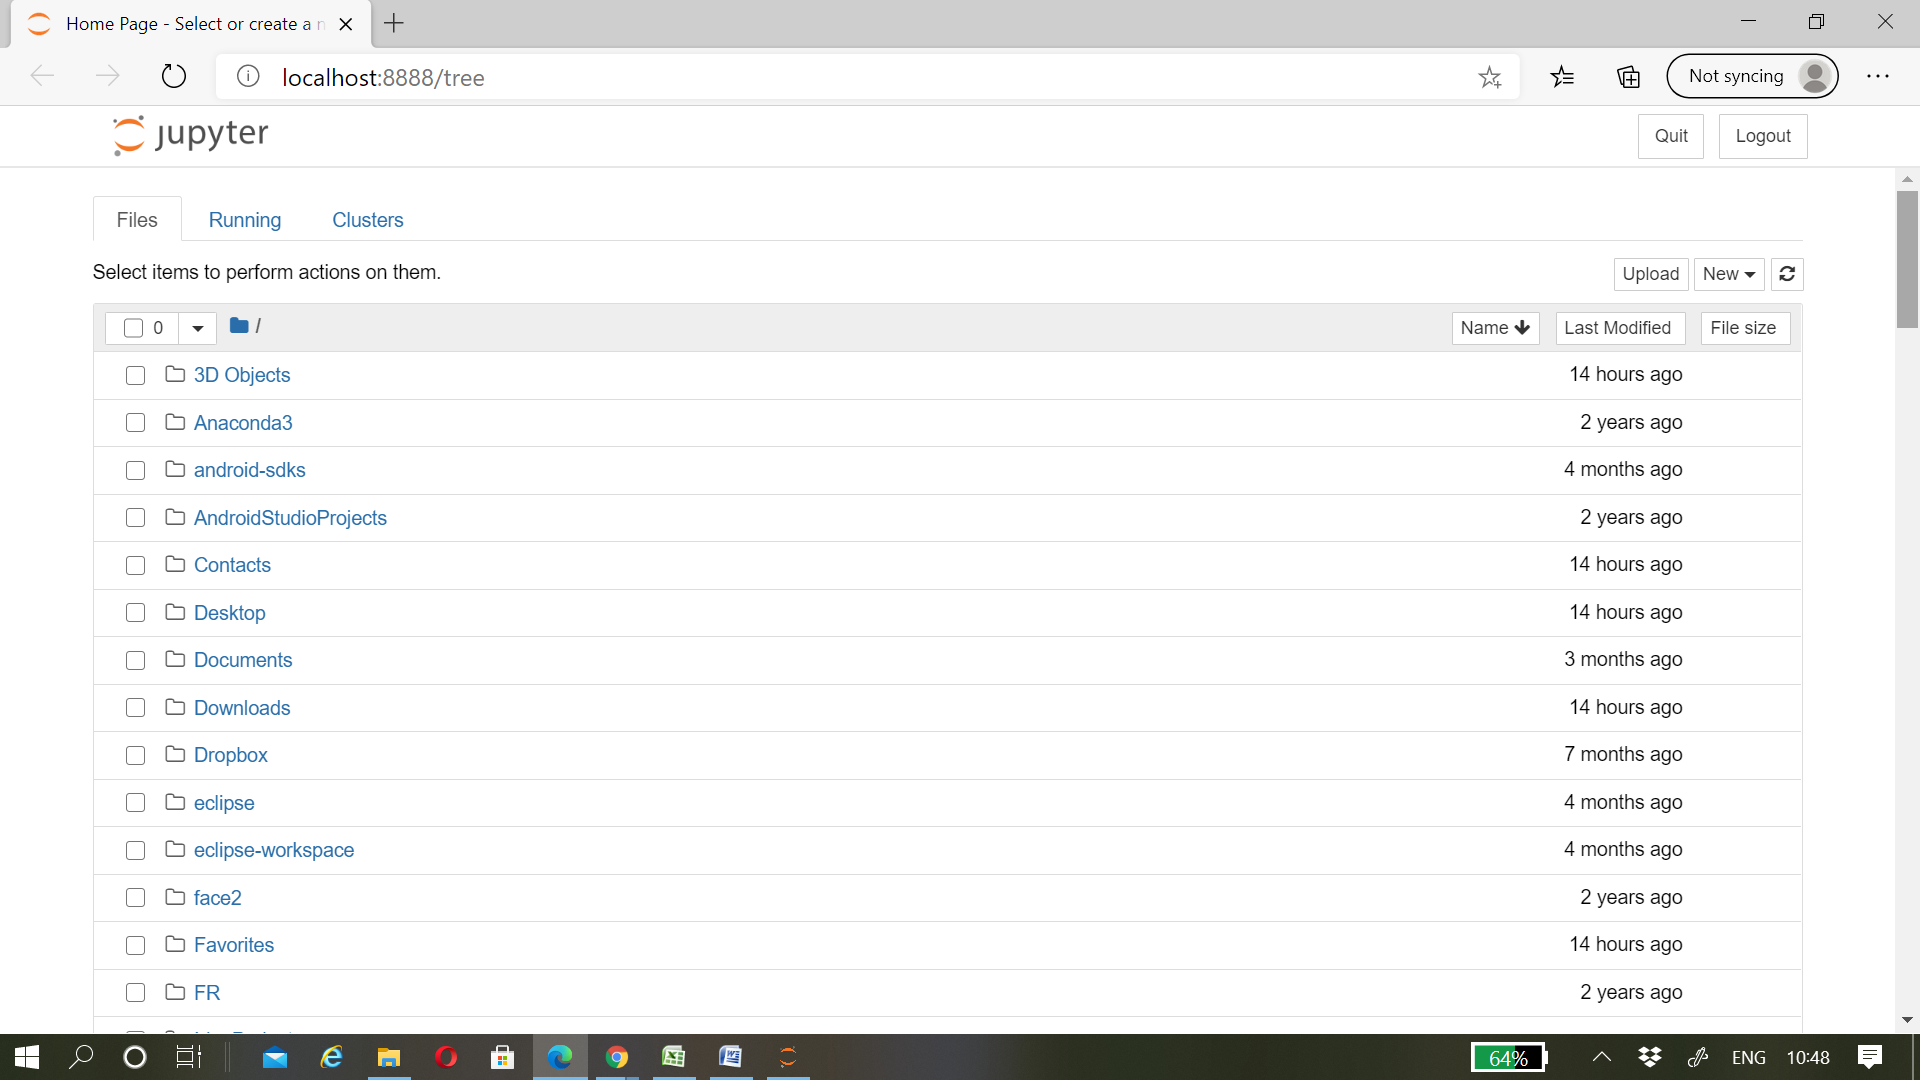 Home Page - Select or create a n
localhost:8888/tree
Not syncing
jupyter
Quit
Logout
Files
Running
Clusters
Select items to perform actions on them.
Upload
New
0
/
Name
Last Modified
File size
3D Objects
14 hours ago
Anaconda3
2 years ago
android-sdks
4 months ago
AndroidStudioProjects
2 years ago
Contacts
14 hours ago
Desktop
14 hours ago
Documents
3 months ago
Downloads
14 hours ago
Dropbox
7 months ago
eclipse
4 months ago
eclipse-workspace
4 months ago
face2
2 years ago
Favorites
14 hours ago
FR
2 years ago
64%
ENG
10:48